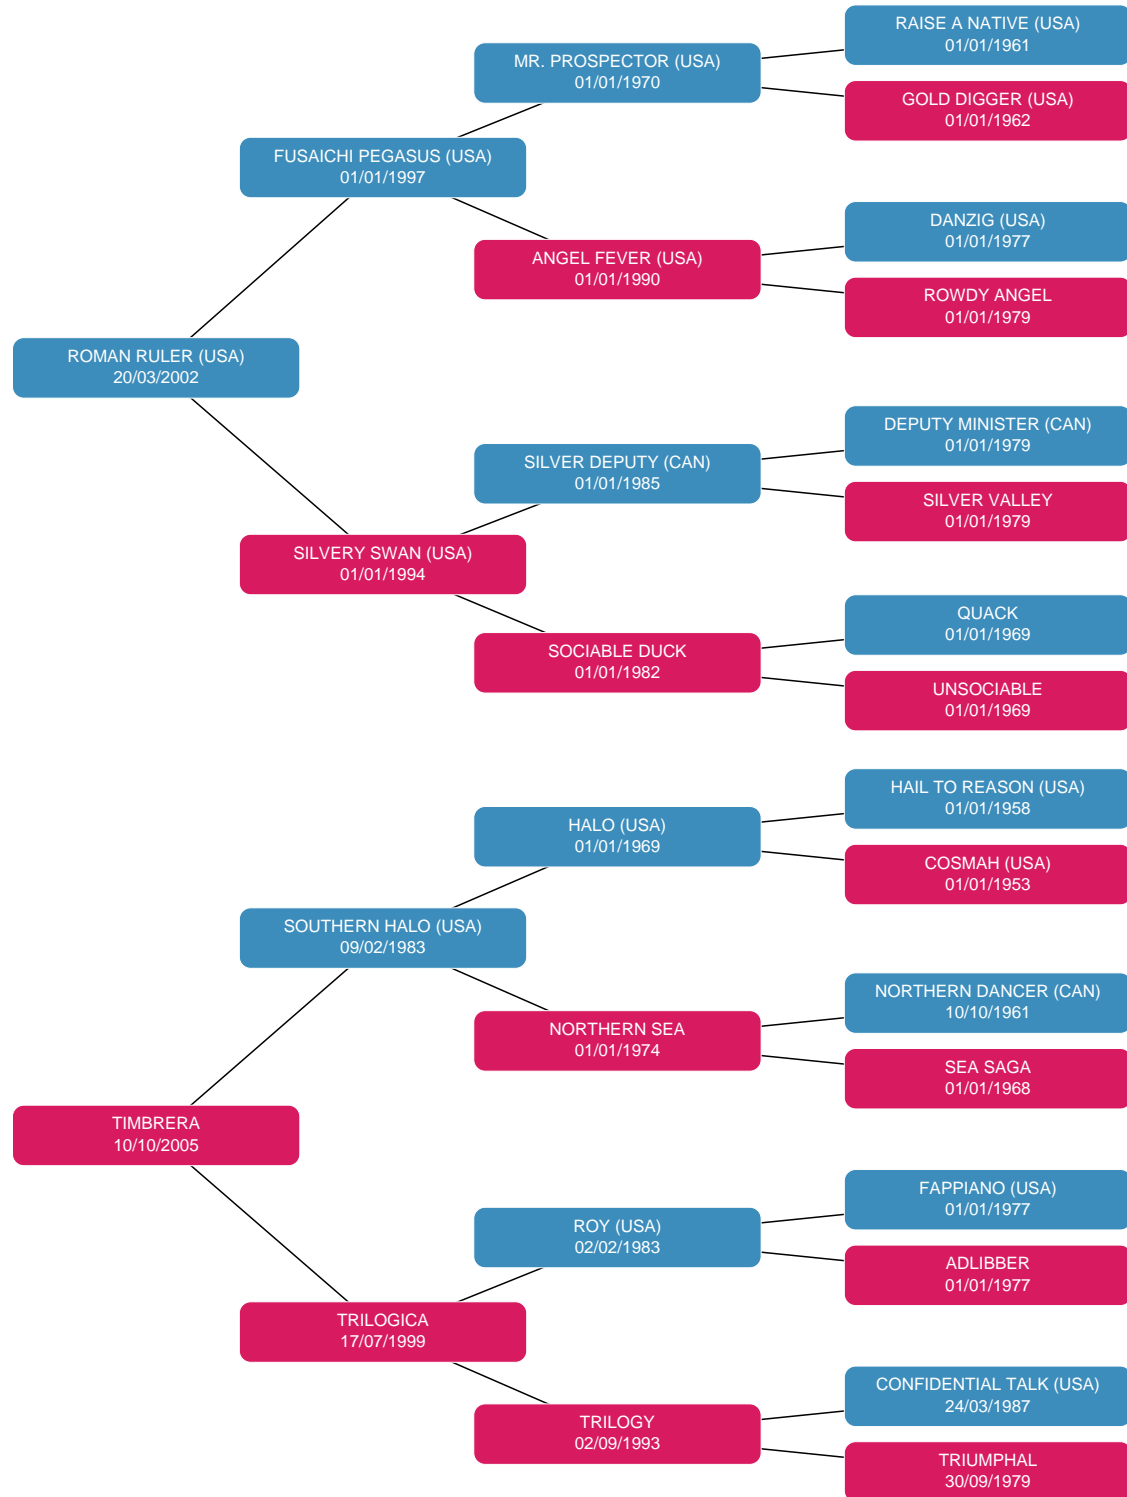 RAISE A NATIVE (USA)
01/01/1961
MR. PROSPECTOR (USA)
01/01/1970
GOLD DIGGER (USA)
01/01/1962
FUSAICHI PEGASUS (USA)
01/01/1997
DANZIG (USA)
01/01/1977
ANGEL FEVER (USA)
01/01/1990
ROWDY ANGEL
01/01/1979
ROMAN RULER (USA)
20/03/2002
DEPUTY MINISTER (CAN)
01/01/1979
SILVER DEPUTY (CAN)
01/01/1985
SILVER VALLEY
01/01/1979
SILVERY SWAN (USA)
01/01/1994
QUACK
01/01/1969
SOCIABLE DUCK
01/01/1982
UNSOCIABLE
01/01/1969
HAIL TO REASON (USA)
01/01/1958
HALO (USA)
01/01/1969
COSMAH (USA)
01/01/1953
SOUTHERN HALO (USA)
09/02/1983
NORTHERN DANCER (CAN)
10/10/1961
NORTHERN SEA
01/01/1974
SEA SAGA
01/01/1968
TIMBRERA
10/10/2005
FAPPIANO (USA)
01/01/1977
ROY (USA)
02/02/1983
ADLIBBER
01/01/1977
TRILOGICA
17/07/1999
CONFIDENTIAL TALK (USA)
24/03/1987
TRILOGY
02/09/1993
TRIUMPHAL
30/09/1979